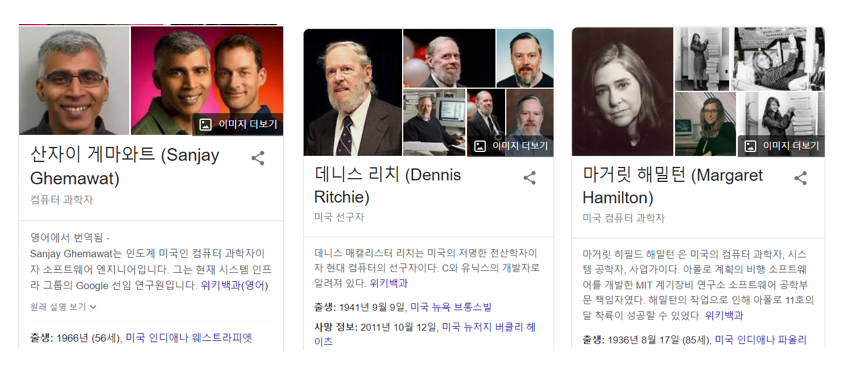 이미지 더보기
산자이 게마와트 (Sanjay
Ghemawat)
컴퓨터 과학자
영어에서 번역됨 -
Sanjay Ghemawat는 인도계 미국인 컴퓨터 과학자이
자 소프트웨어 엔지니어입니다. 그는 현재 시스템 인프
라 그룹의 Google 선임 연구원입니다. 위키백과(영어)
원래 설명 보기
출생: 1966년 (56세), 미국 인디애나 웨스트라피엣
이미지 더보기
데니스 리치 (Dennis
Ritchie)
미국 선구자
데니스 매캘리스터 리치는 미국의 저명한 전산학자이
자 현대 컴퓨터의 선구자이다. C와 유닉스의 개발자로
알려져 있다. 위키백과
출생: 1941년 9월 9일, 미국 뉴욕 브롱스빌
사망 정보: 2011년 10월 12일, 미국 뉴저지 버클리 헤
이츠
이미지 더보기
마거릿 해밀턴 (Margaret
Hamilton)
미국 컴퓨터 과학자
마거릿 히필드 해밀턴 은 미국의 컴퓨터 과학자, 시스
템 공학자, 사업가이다. 아폴로 계획의 비행 소프트웨
어를 개발한 MIT 계기장비 연구소 소프트웨어 공학부
문 책임자였다. 해밀턴의 작업으로 인해 아폴로 11호의
달 착륙이 성공할 수 있었다. 위키백과
출생: 1936년 8월 17일 (85세), 미국 인디애나 파올리